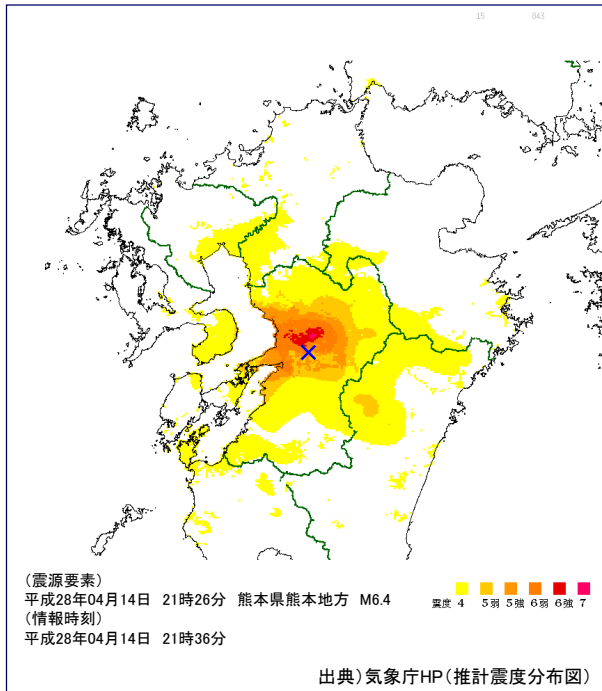 15 843
(震源要素)
平成28年04月14日 21時26分 熊本県熊本地方 M6.4
(情報時刻)
平成28年04月14日 21時36分
震度 4 5弱 5強 6弱 6強 7
出典)気象庁HP(推計震度分布図)